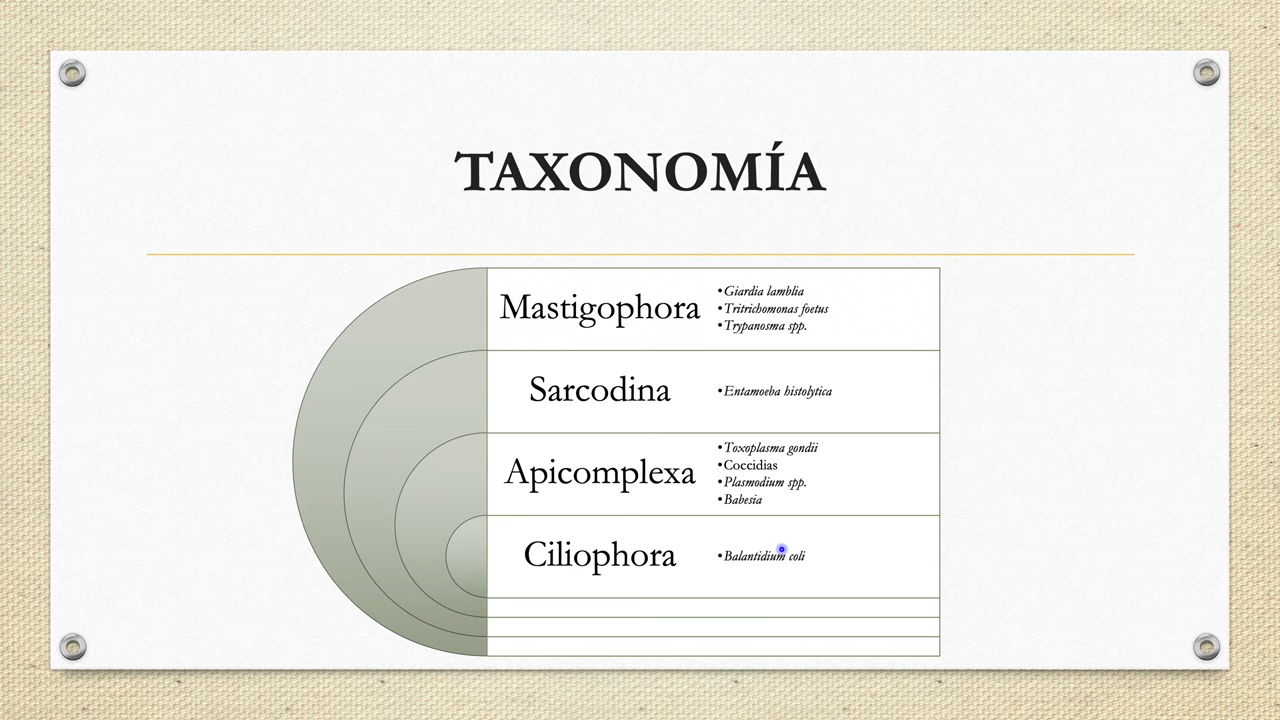 TAXONOMÍA
Mastigophora
•Giardia lamblia
•Tritrichomonas foetus
•Trypanosma spp.
Sarcodina
•Entamoeba histolytica
Apicomplexa
•Toxoplasma gondii
•Coccidias
•Plasmodium spp.
•Babesia
Ciliophora
•Balantidium coli